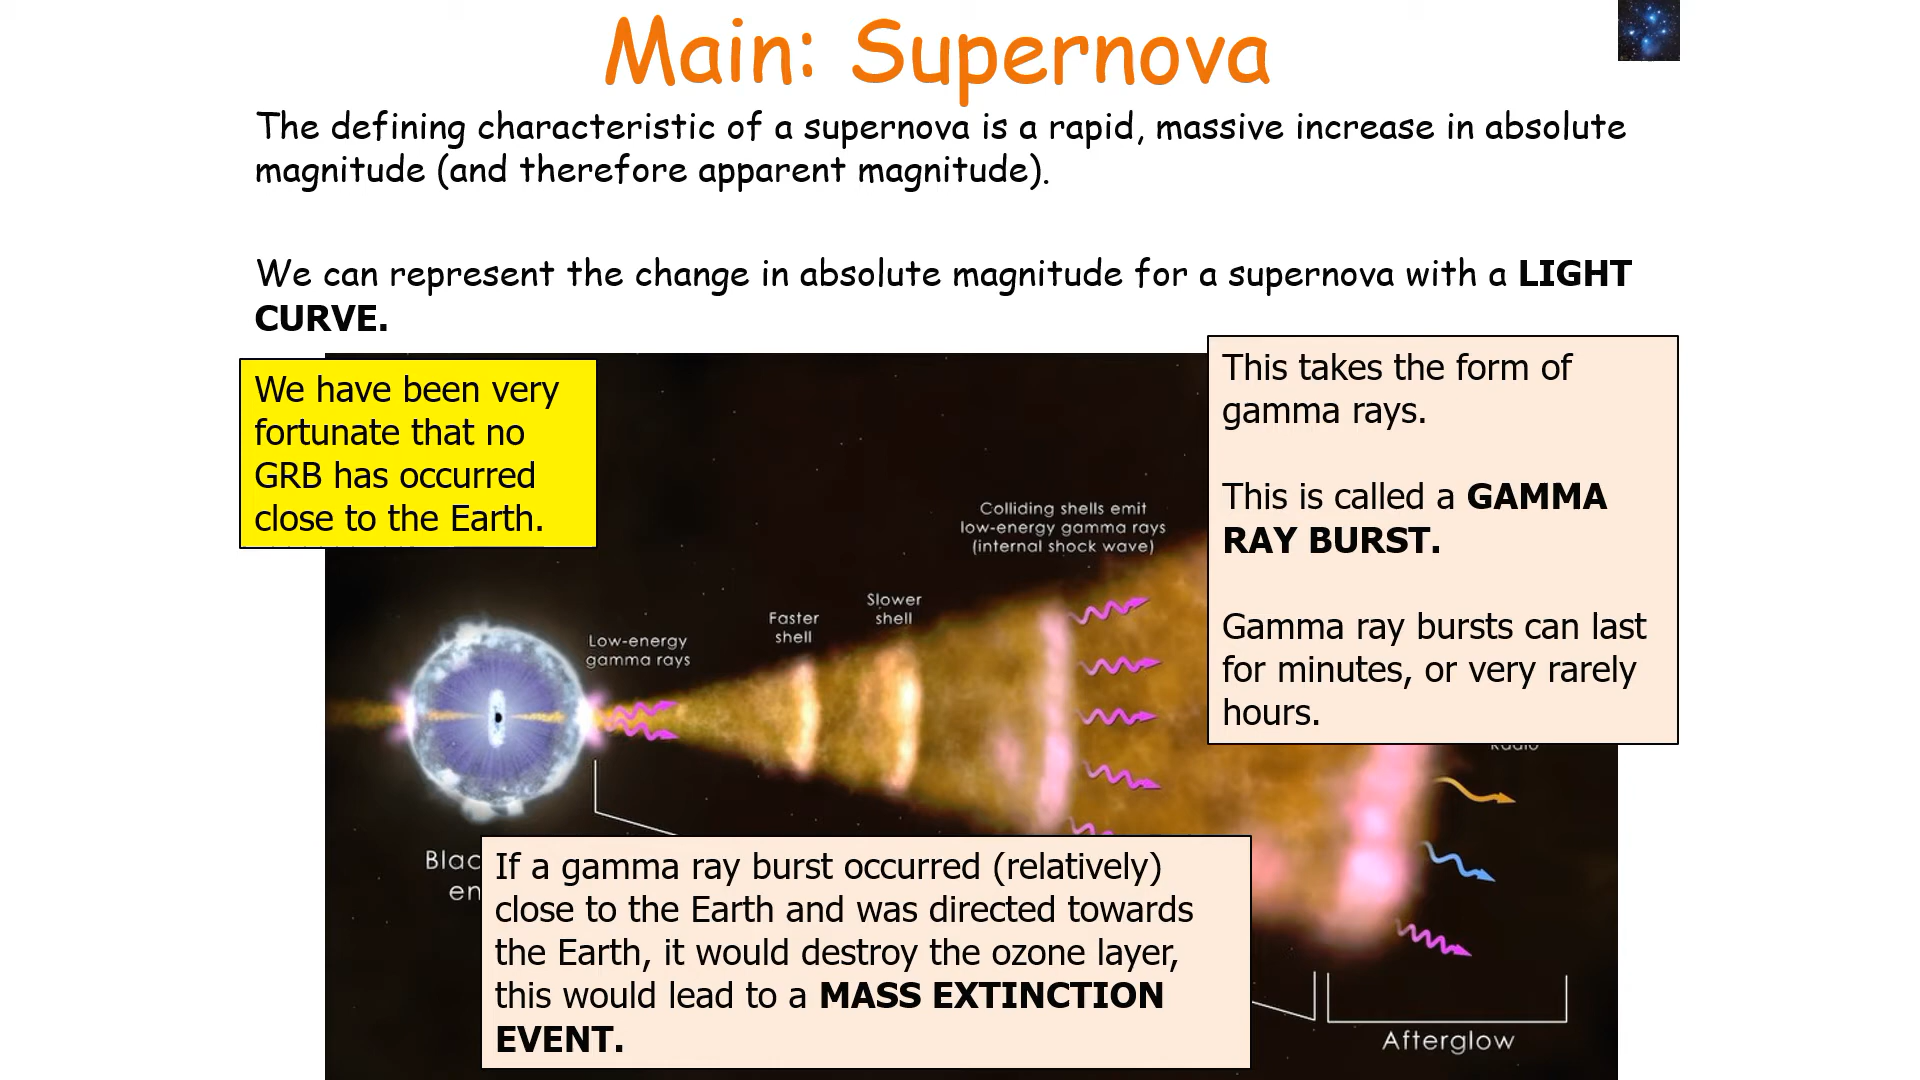 Main: Supernova
The defining characteristic of a supernova is a rapid, massive increase in absolute
magnitude (and therefore apparent magnitude).
We can represent the change in absolute magnitude for a supernova with a LIGHT
CURVE.
We have been very
fortunate that no
GRB has occurred
close to the Earth.
This takes the form of
gamma rays.
This is called a GAMMA
RAY BURST.
Gamma ray bursts can last
for minutes, or very rarely
hours.
Colliding shells emit
low-energy gamma rays
(internal shock wave)
Slower
shell
Faster
shell
Low-energy
gamma rays
Radio
Blac
en
If a gamma ray burst occurred (relatively)
close to the Earth and was directed towards
the Earth, it would destroy the ozone layer,
this would lead to a MASS EXTINCTION
EVENT.
Afterglow